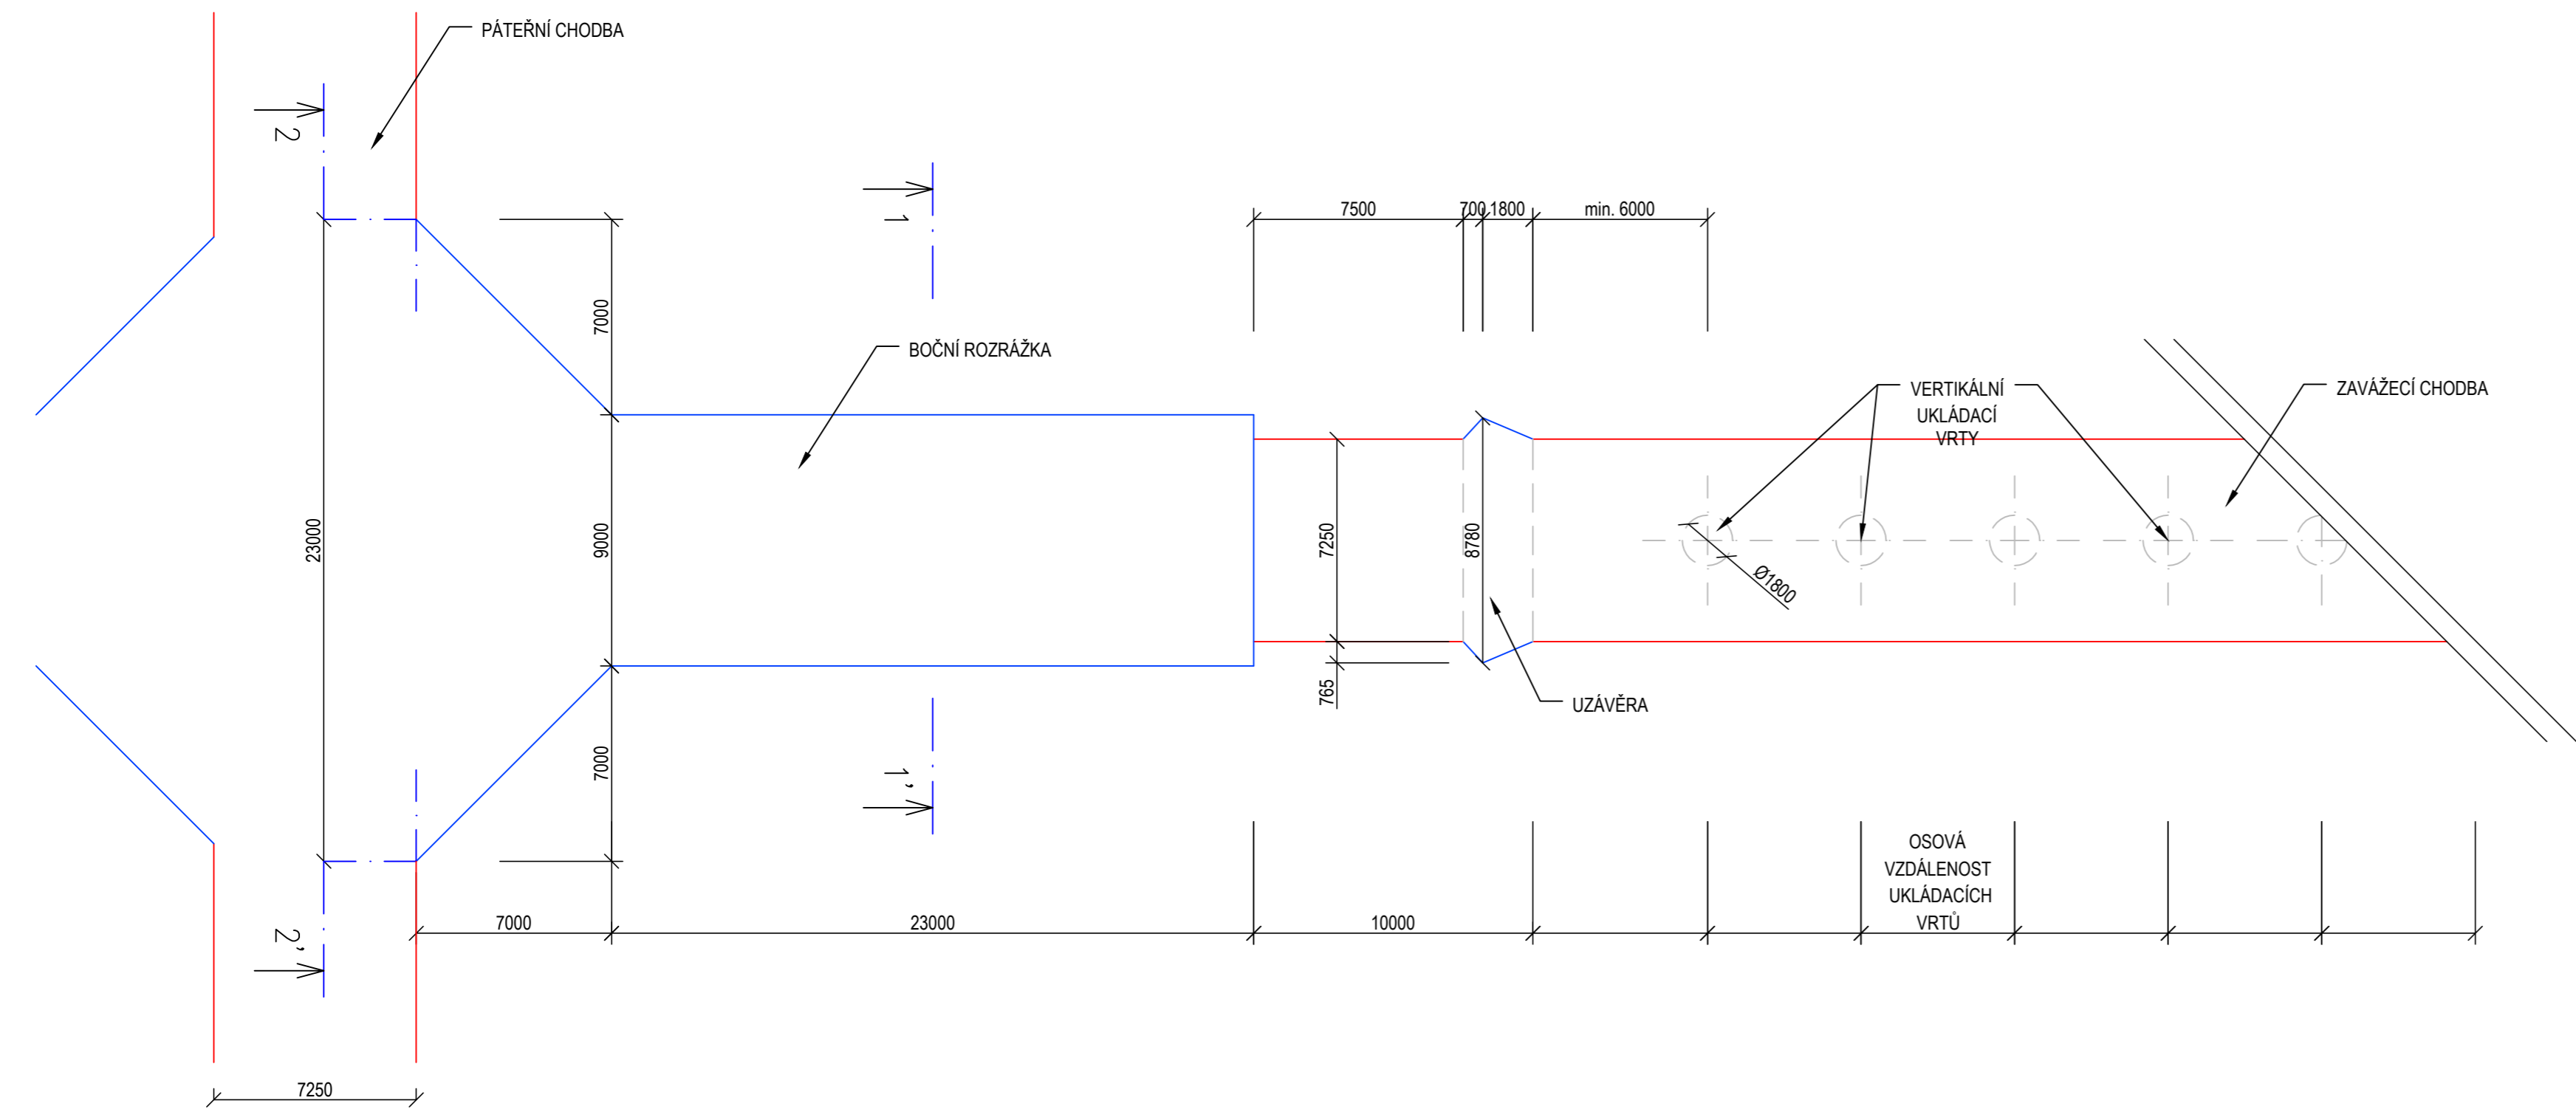 PÁTEŘNÍ CHODBA
2
1
7500
700
1800
min. 6000
7000
BOČNÍ ROZRÁŽKA
VERTIKÁLNÍ
UKLÁDACÍ
VRTY
ZAVÁŽECÍ CHODBA
23000
9000
7250
8780
Ø1800
765
UZÁVĚRA
7000
1'
OSOVÁ
VZDÁLENOST
UKLÁDACÍCH
VRTŮ
2'
7000
23000
10000
7250